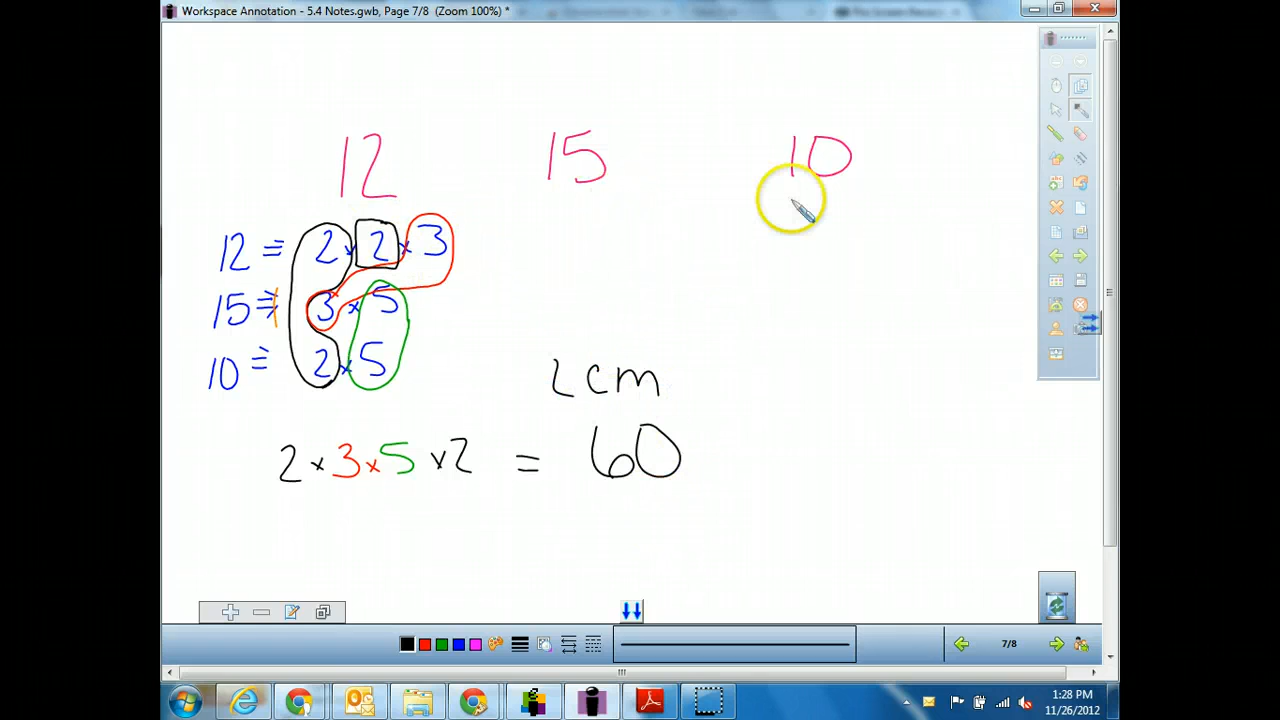 Workspace Annotation - 5.4 Notes.gwb, Page 7/8 (Zoom 100%) *
12 15 10
12 = 2 × 2 × 3
15 = 3 × 5
10 = 2 × 5
LCM
2 × 3 × 5 × 2 = 60
7/8
1:28 PM
11/26/2012